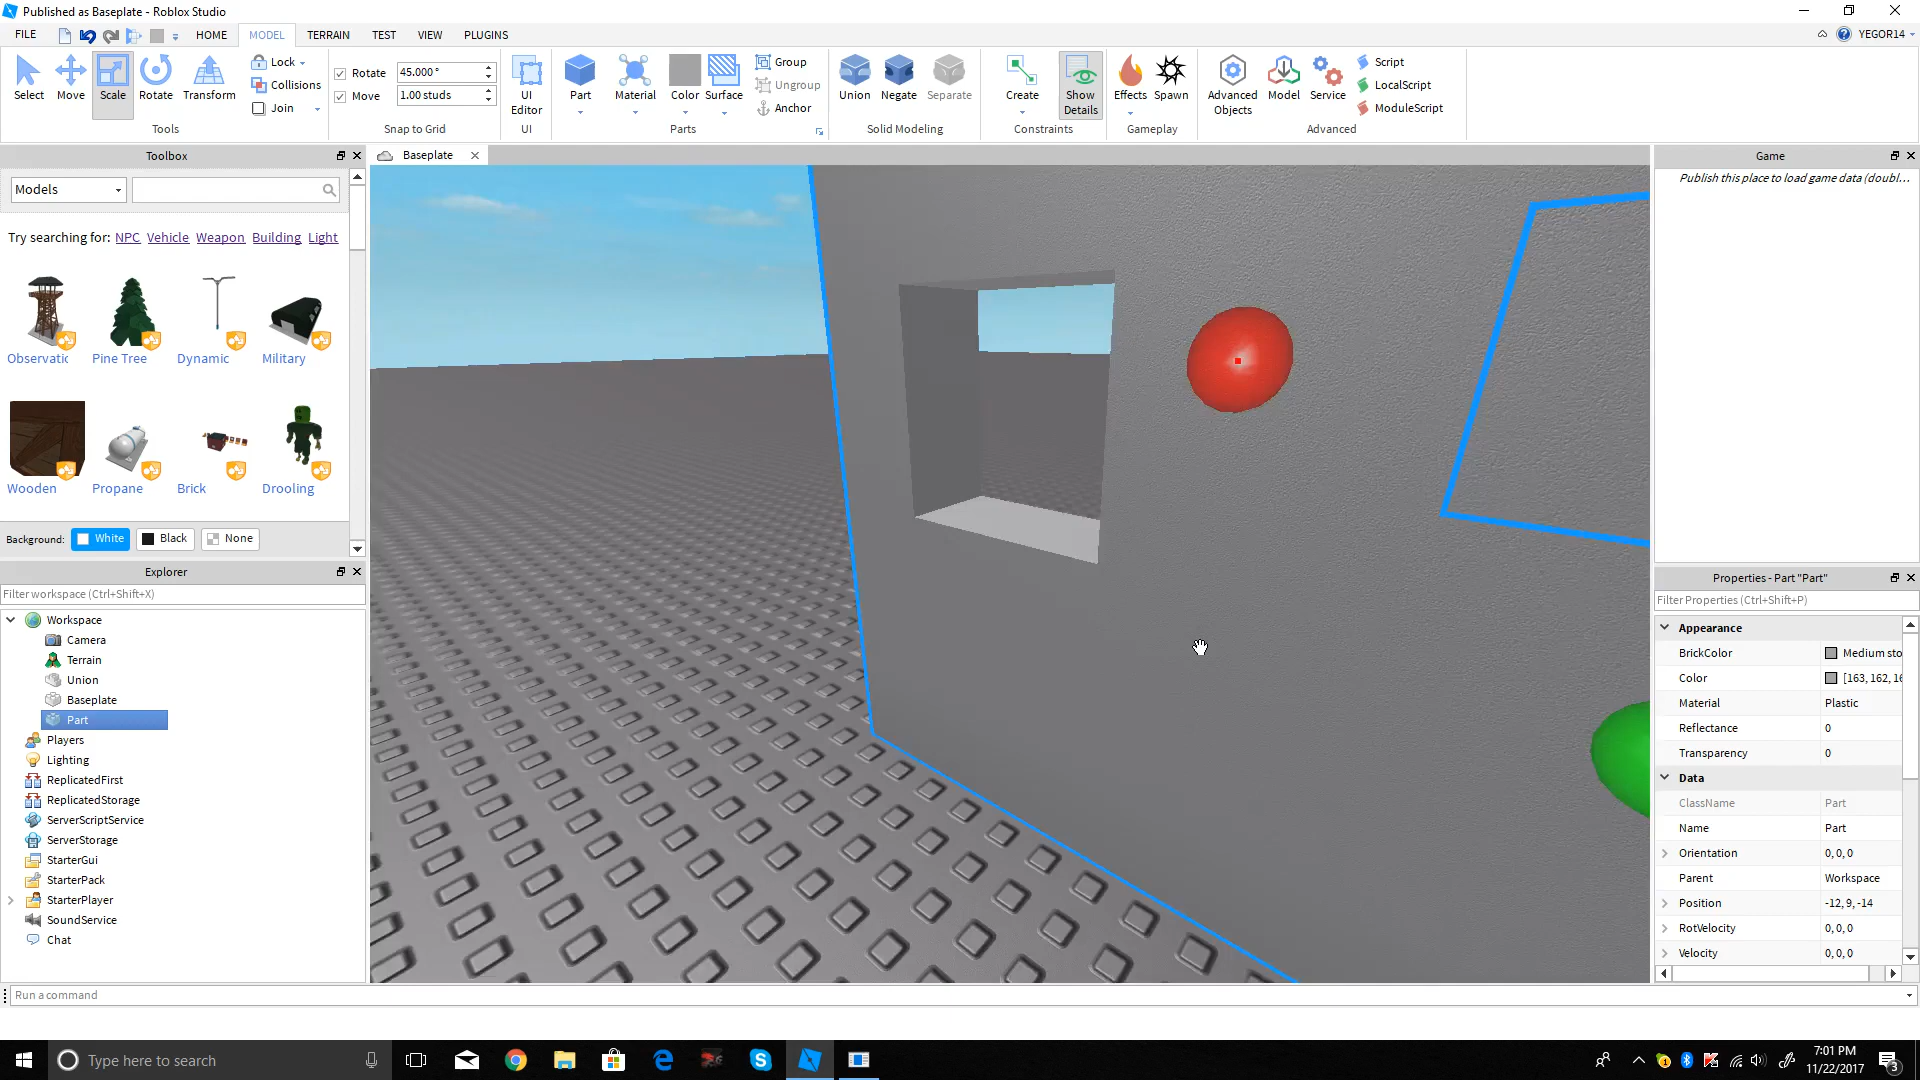 Published as Baseplate - Roblox Studio
FILE HOME MODEL TERRAIN TEST VIEW PLUGINS YEGOR14
Select Move Scale Rotate Transform
Lock
Collisions
Join
Tools
Rotate 45.000°
Move 1.00 studs
Snap to Grid
UI Editor
UI
Part Material Color Surface
Group
Ungroup
Anchor
Parts
Union Negate Separate
Solid Modeling
Create Show Details
Constraints
Effects Spawn
Gameplay
Advanced Objects Model Service
Script
LocalScript
ModuleScript
Advanced
Toolbox
Models
Try searching for: NPC Vehicle Weapon Building Light
Observatic Pine Tree Dynamic Military
Wooden Propane Brick Drooling
Background: White Black None
Explorer
Filter workspace (Ctrl+Shift+X)
Workspace
Camera
Terrain
Union
Baseplate
Part
Players
Lighting
ReplicatedFirst
ReplicatedStorage
ServerScriptService
ServerStorage
StarterGui
StarterPack
StarterPlayer
SoundService
Chat
Baseplate
Game
Publish this place to load game data (doubl...
Properties - Part "Part"
Filter Properties (Ctrl+Shift+P)
Appearance
BrickColor Medium sto
Color [163, 162, 16
Material Plastic
Reflectance 0
Transparency 0
Data
ClassName Part
Name Part
Orientation 0, 0, 0
Parent Workspace
Position -12, 9, -14
RotVelocity 0, 0, 0
Velocity 0, 0, 0
Run a command
Type here to search
7:01 PM
11/22/2017
3